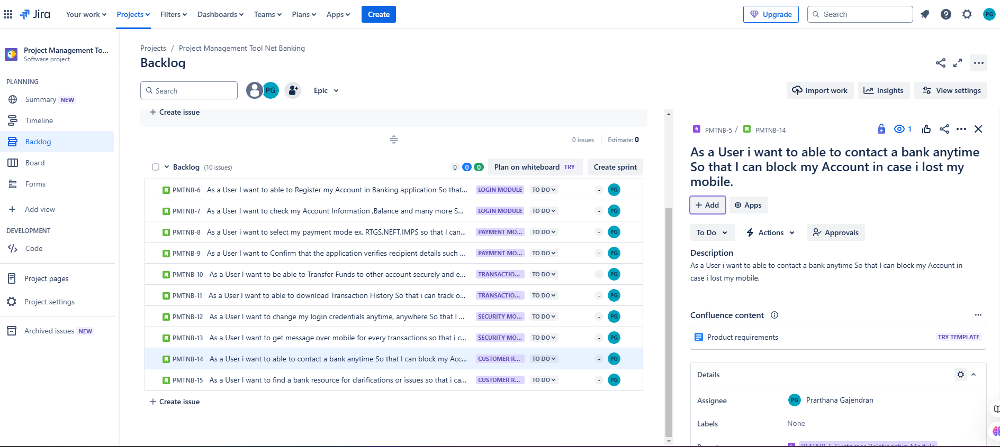 Jira
Your work
Projects
Filters
Dashboards
Teams
Plans
Apps
Create
Upgrade
Search
PG
Project Management To...
Software project
PLANNING
Summary NEW
Timeline
Backlog
Board
Forms
Add view
DEVELOPMENT
Code
Project pages
Project settings
Archived issues NEW
Projects / Project Management Tool Net Banking
Backlog
Search
PG
Epic
Import work
Insights
View settings
+ Create issue
0 issues
Estimate: 0
Backlog (10 issues)
0 0 0
Plan on whiteboard TRY
Create sprint
PMTNB-6 As a User I want to able to Register my Account in Banking application So that... LOGIN MODULE TO DO - PG
PMTNB-7 As a User I want to check my Account Information ,Balance and many more S... LOGIN MODULE TO DO - PG
PMTNB-8 As a User i want to select my payment mode ex. RTGS,NEFT,IMPS so that I can... PAYMENT MO... TO DO - PG
PMTNB-9 As a User I want to Confirm that the application verifies recipient details such ... PAYMENT MO... TO DO - PG
PMTNB-10 As a User I want to be able to Transfer Funds to other account securely and e... TRANSACTIO... TO DO - PG
PMTNB-11 As a User I want to able to download Transaction History So that i can track o... TRANSACTIO... TO DO - PG
PMTNB-12 As a User I want to change my login credentials anytime, anywhere So that I ... SECURITY MO... TO DO - PG
PMTNB-13 As a User I want to get message over mobile for every transactions so that i c... SECURITY MO... TO DO - PG
PMTNB-14 As a User i want to able to contact a bank anytime So that I can block my Acc... CUSTOMER R... TO DO - PG
PMTNB-15 As a User I want to find a bank resource for clarifications or issues so that i ca... CUSTOMER R... TO DO - PG
+ Create issue
PMTNB-5 / PMTNB-14
1
As a User i want to able to contact a bank anytime
So that I can block my Account in case i lost my
mobile.
+ Add
Apps
To Do
Actions
Approvals
Description
As a User i want to able to contact a bank anytime So that I can block my Account in
case i lost my mobile.
Confluence content
Product requirements
TRY TEMPLATE
Details
Assignee
PG Prarthana Gajendran
Labels
None
PMTNB-5 Customer Relationship Module